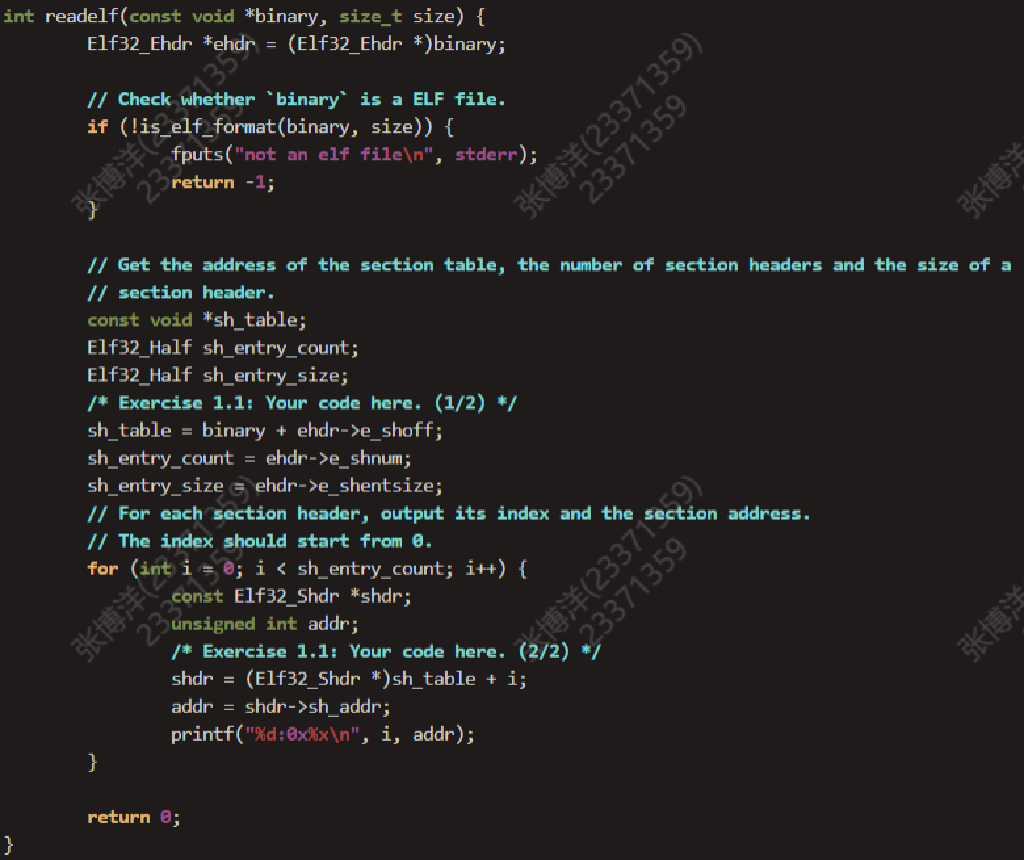 int readelf(const void *binary, size_t size) {
        Elf32_Ehdr *ehdr = (Elf32_Ehdr *)binary;

        // Check whether `binary` is a ELF file.
        if (!is_elf_format(binary, size)) {
                fputs("not an elf file\n", stderr);
                return -1;
        }

        // Get the address of the section table, the number of section headers and the size of a
        // section header.
        const void *sh_table;
        Elf32_Half sh_entry_count;
        Elf32_Half sh_entry_size;
        /* Exercise 1.1: Your code here. (1/2) */
        sh_table = binary + ehdr->e_shoff;
        sh_entry_count = ehdr->e_shnum;
        sh_entry_size = ehdr->e_shentsize;
        // For each section header, output its index and the section address.
        // The index should start from 0.
        for (int i = 0; i < sh_entry_count; i++) {
                const Elf32_Shdr *shdr;
                unsigned int addr;
                /* Exercise 1.1: Your code here. (2/2) */
                shdr = (Elf32_Shdr *)sh_table + i;
                addr = shdr->sh_addr;
                printf("%d:0x%x\n", i, addr);
        }

        return 0;
}
张博洋(23371359)
23371359
张博洋(23371359)
23371359
张博洋
张博洋(23371359)
23371359
张博洋(23371359)
23371359
张博洋